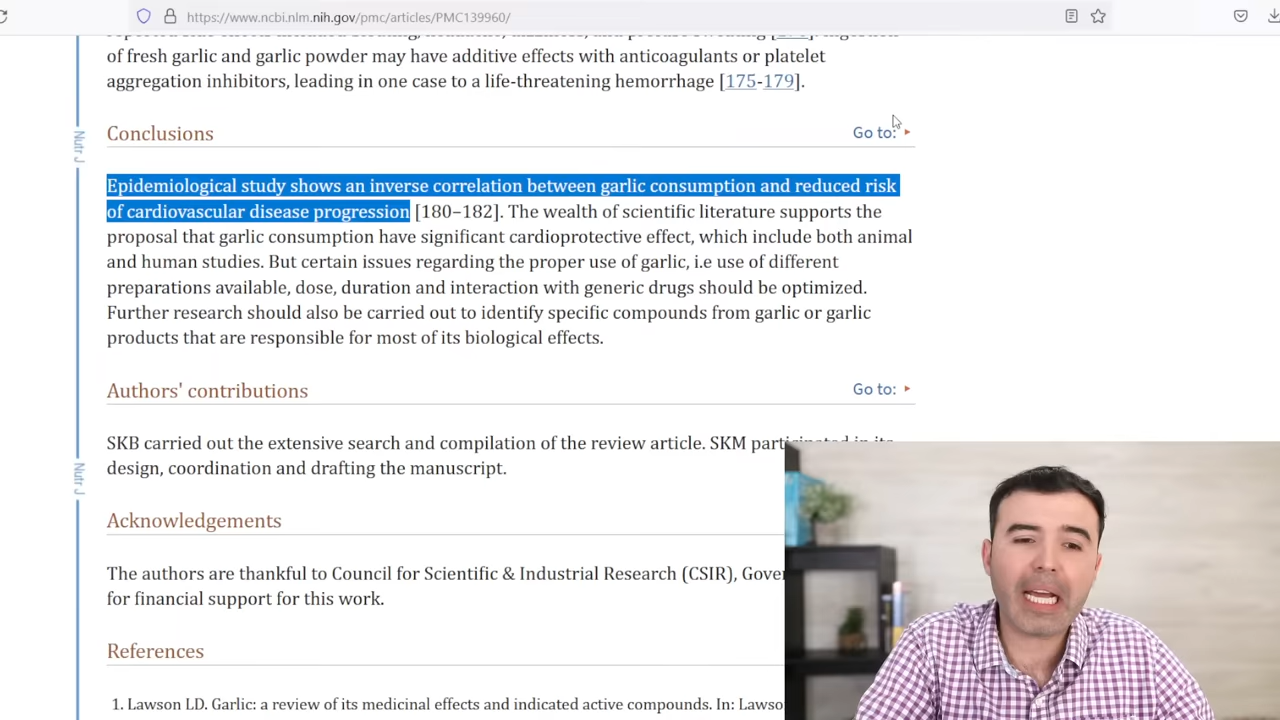 https://www.ncbi.nlm.nih.gov/pmc/articles/PMC139960/
of fresh garlic and garlic powder may have additive effects with anticoagulants or platelet
aggregation inhibitors, leading in one case to a life-threatening hemorrhage [175-179].
Nutr J
Conclusions
Go to:
Epidemiological study shows an inverse correlation between garlic consumption and reduced risk
of cardiovascular disease progression [180–182]. The wealth of scientific literature supports the
proposal that garlic consumption have significant cardioprotective effect, which include both animal
and human studies. But certain issues regarding the proper use of garlic, i.e use of different
preparations available, dose, duration and interaction with generic drugs should be optimized.
Further research should also be carried out to identify specific compounds from garlic or garlic
products that are responsible for most of its biological effects.
Authors' contributions
Go to:
SKB carried out the extensive search and compilation of the review article. SKM participated in its
Nutr J
design, coordination and drafting the manuscript.
Acknowledgements
The authors are thankful to Council for Scientific & Industrial Research (CSIR),
for financial support for this work.
References
1. Lawson LD. Garlic: a review of its medicinal effects and indicated active compounds. In: